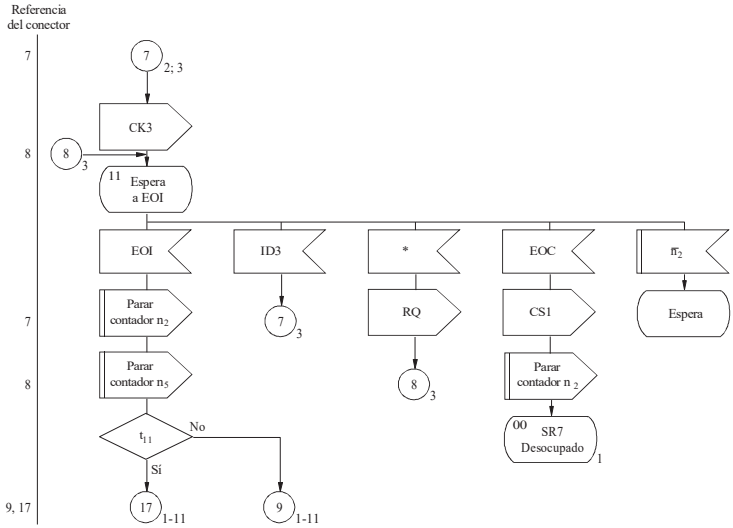 Referencia
del conector
7
7
2; 3
CK3
8
8
3
11
Espera
a EOI
EOI
ID3
*
EOC
n̅2
Parar
contador n2
7
3
RQ
CS1
Espera
7
Parar
contador n5
8
3
Parar
contador n 2
8
t11
No
Sí
00
SR7
Desocupado
1
9, 17
17
1-11
9
1-11